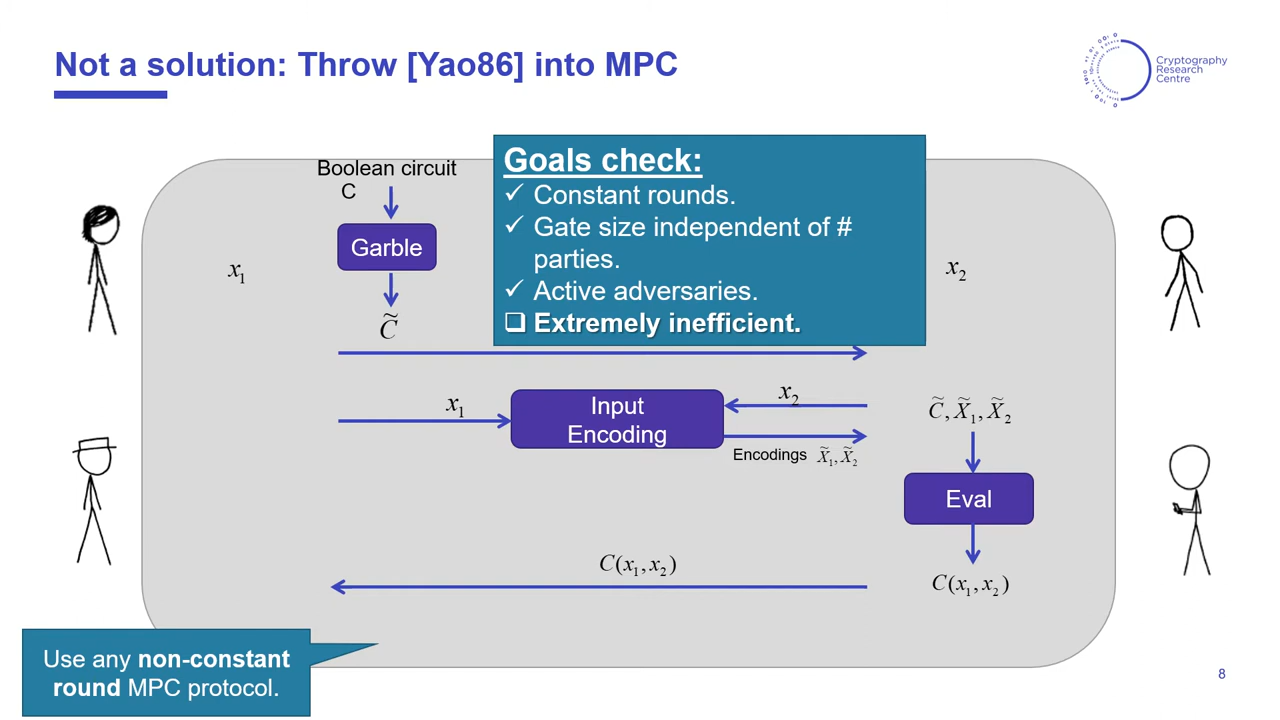 Not a solution: Throw [Yao86] into MPC
Cryptography
Research
Centre
Boolean circuit
C
Garble
C̃
x₁
Goals check:
✓ Constant rounds.
✓ Gate size independent of #
parties.
✓ Active adversaries.
❑ Extremely inefficient.
x₂
x₁
Input
Encoding
x₂
Encodings X̃₁, X̃₂
C̃, X̃₁, X̃₂
Eval
C(x₁, x₂)
C(x₁, x₂)
Use any non-constant
round MPC protocol.
8